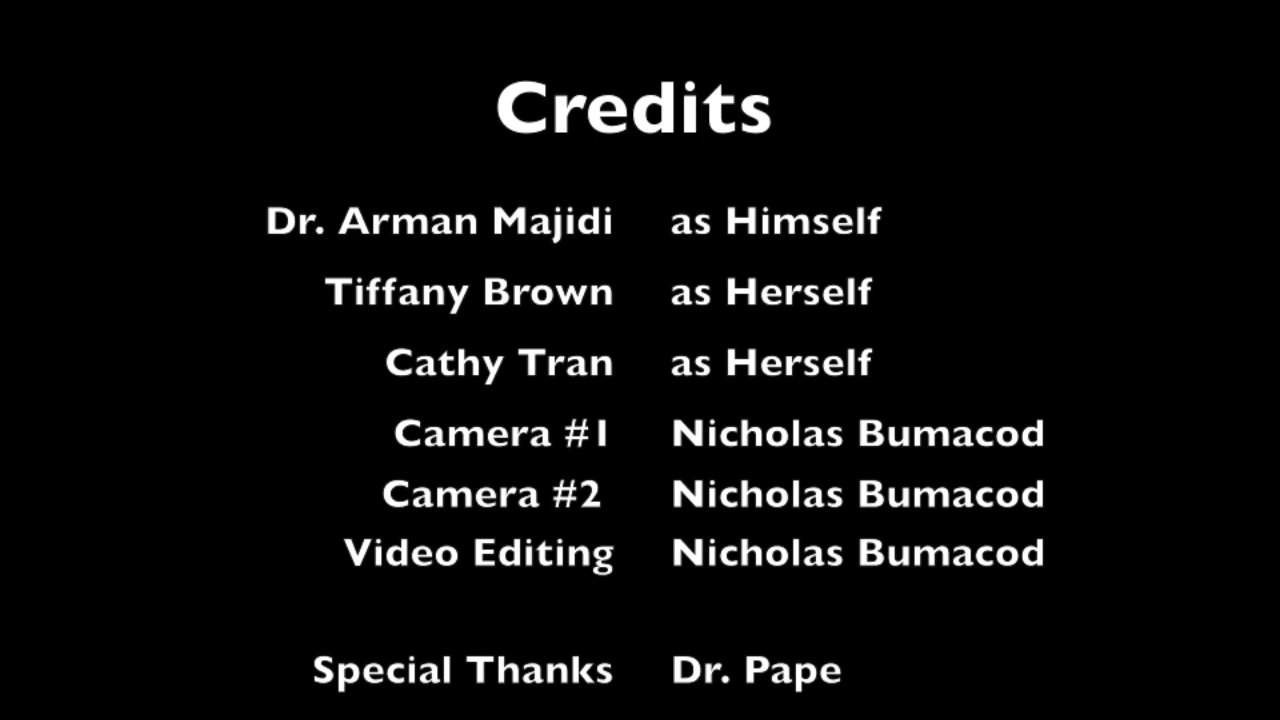 Credits
Dr. Arman Majidi as Himself
Tiffany Brown as Herself
Cathy Tran as Herself
Camera #1 Nicholas Bumacod
Camera #2 Nicholas Bumacod
Video Editing Nicholas Bumacod
Special Thanks Dr. Pape